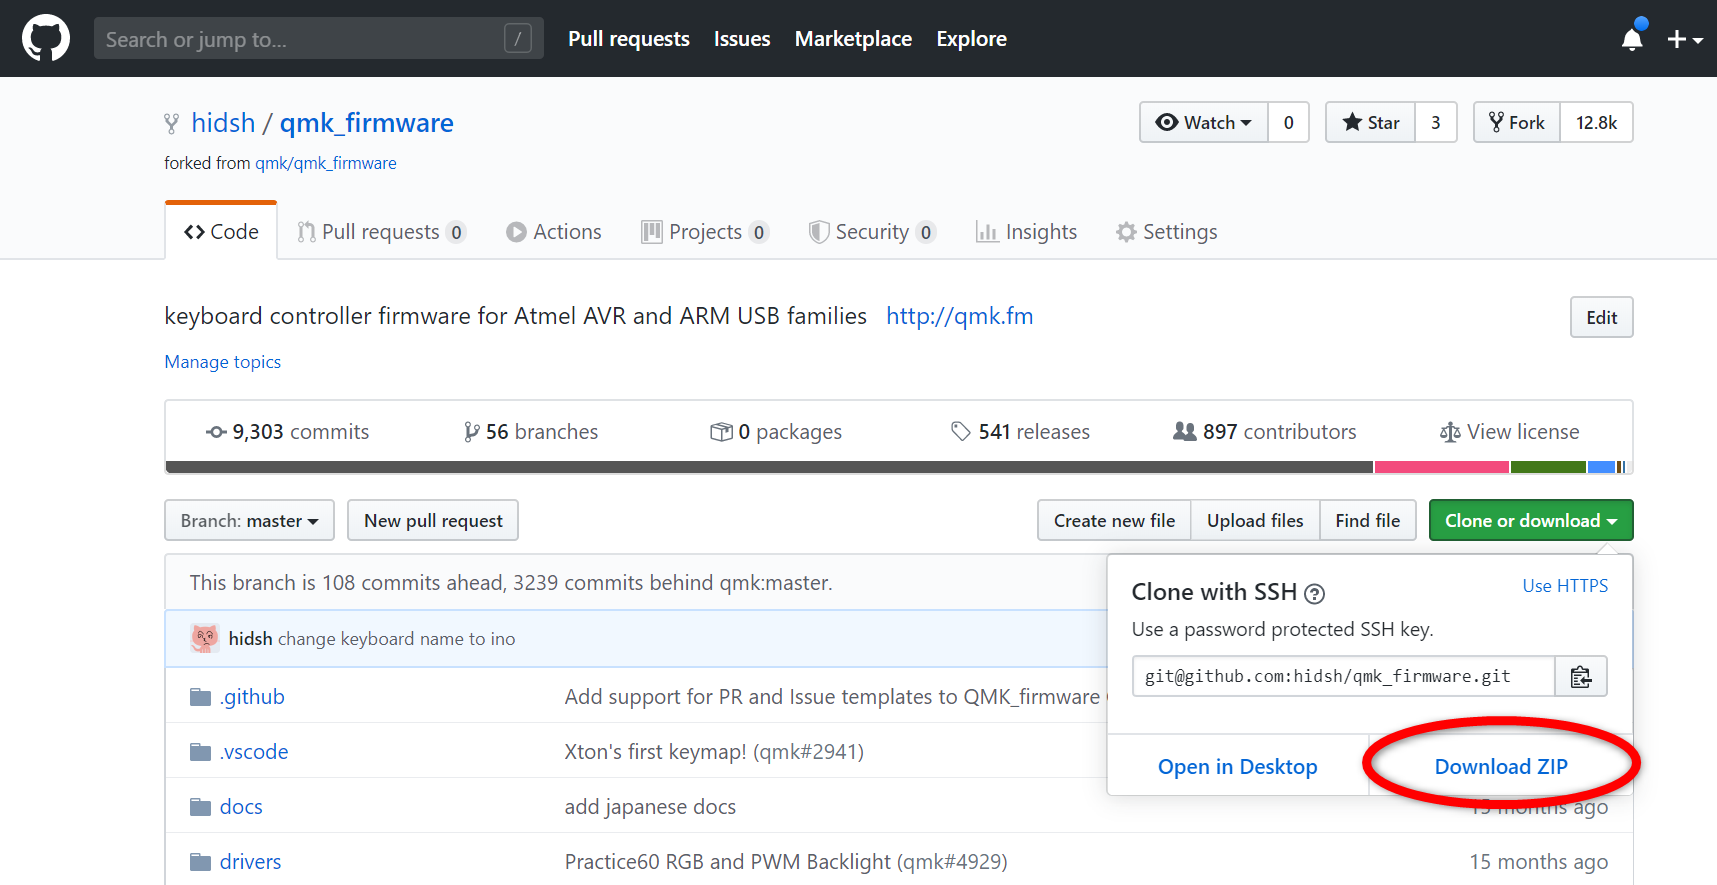 Search or jump to... /
Pull requests Issues Marketplace Explore
hidsh / qmk_firmware
Watch 0 Star 3 Fork 12.8k
forked from qmk/qmk_firmware
Code Pull requests 0 Actions Projects 0 Security 0 Insights Settings
keyboard controller firmware for Atmel AVR and ARM USB families http://qmk.fm
Edit
Manage topics
9,303 commits 56 branches 0 packages 541 releases 897 contributors View license
Branch: master New pull request Create new file Upload files Find file Clone or download
This branch is 108 commits ahead, 3239 commits behind qmk:master.
Clone with SSH ? Use HTTPS
Use a password protected SSH key.
git@github.com:hidsh/qmk_firmware.git
Open in Desktop Download ZIP
hidsh change keyboard name to ino
.github Add support for PR and Issue templates to QMK_firmware
.vscode Xton's first keymap! (qmk#2941)
docs add japanese docs 15 months ago
drivers Practice60 RGB and PWM Backlight (qmk#4929) 15 months ago